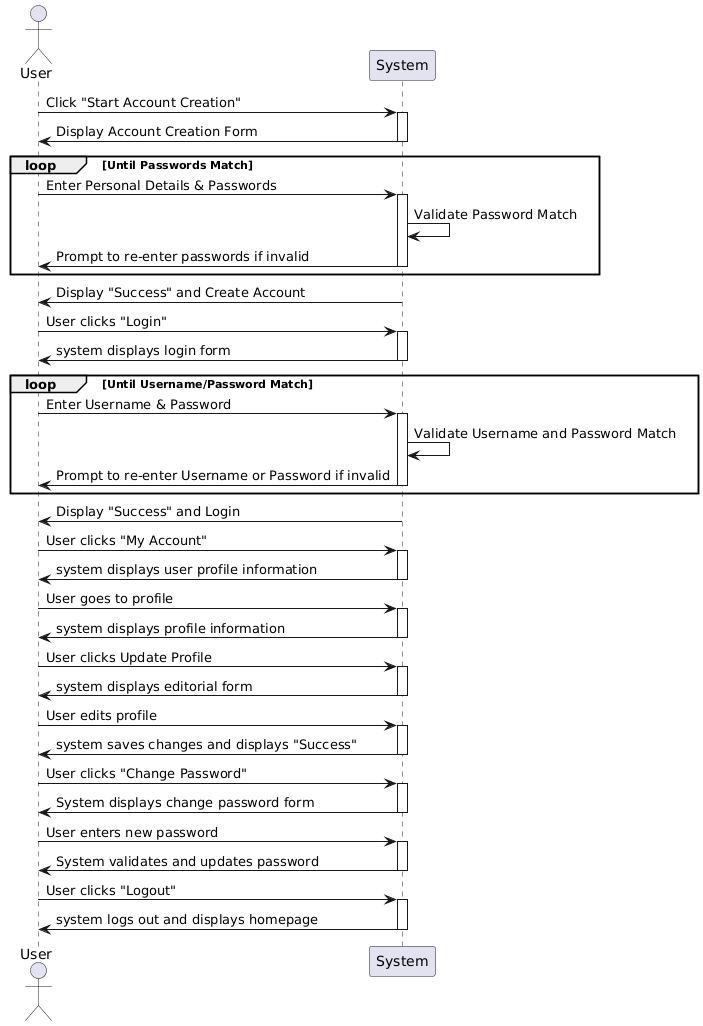 User
System
Click "Start Account Creation"
Display Account Creation Form
loop [Until Passwords Match]
Enter Personal Details & Passwords
Validate Password Match
Prompt to re-enter passwords if invalid
Display "Success" and Create Account
User clicks "Login"
system displays login form
loop [Until Username/Password Match]
Enter Username & Password
Validate Username and Password Match
Prompt to re-enter Username or Password if invalid
Display "Success" and Login
User clicks "My Account"
system displays user profile information
User goes to profile
system displays profile information
User clicks Update Profile
system displays editorial form
User edits profile
system saves changes and displays "Success"
User clicks "Change Password"
System displays change password form
User enters new password
System validates and updates password
User clicks "Logout"
system logs out and displays homepage
User
System